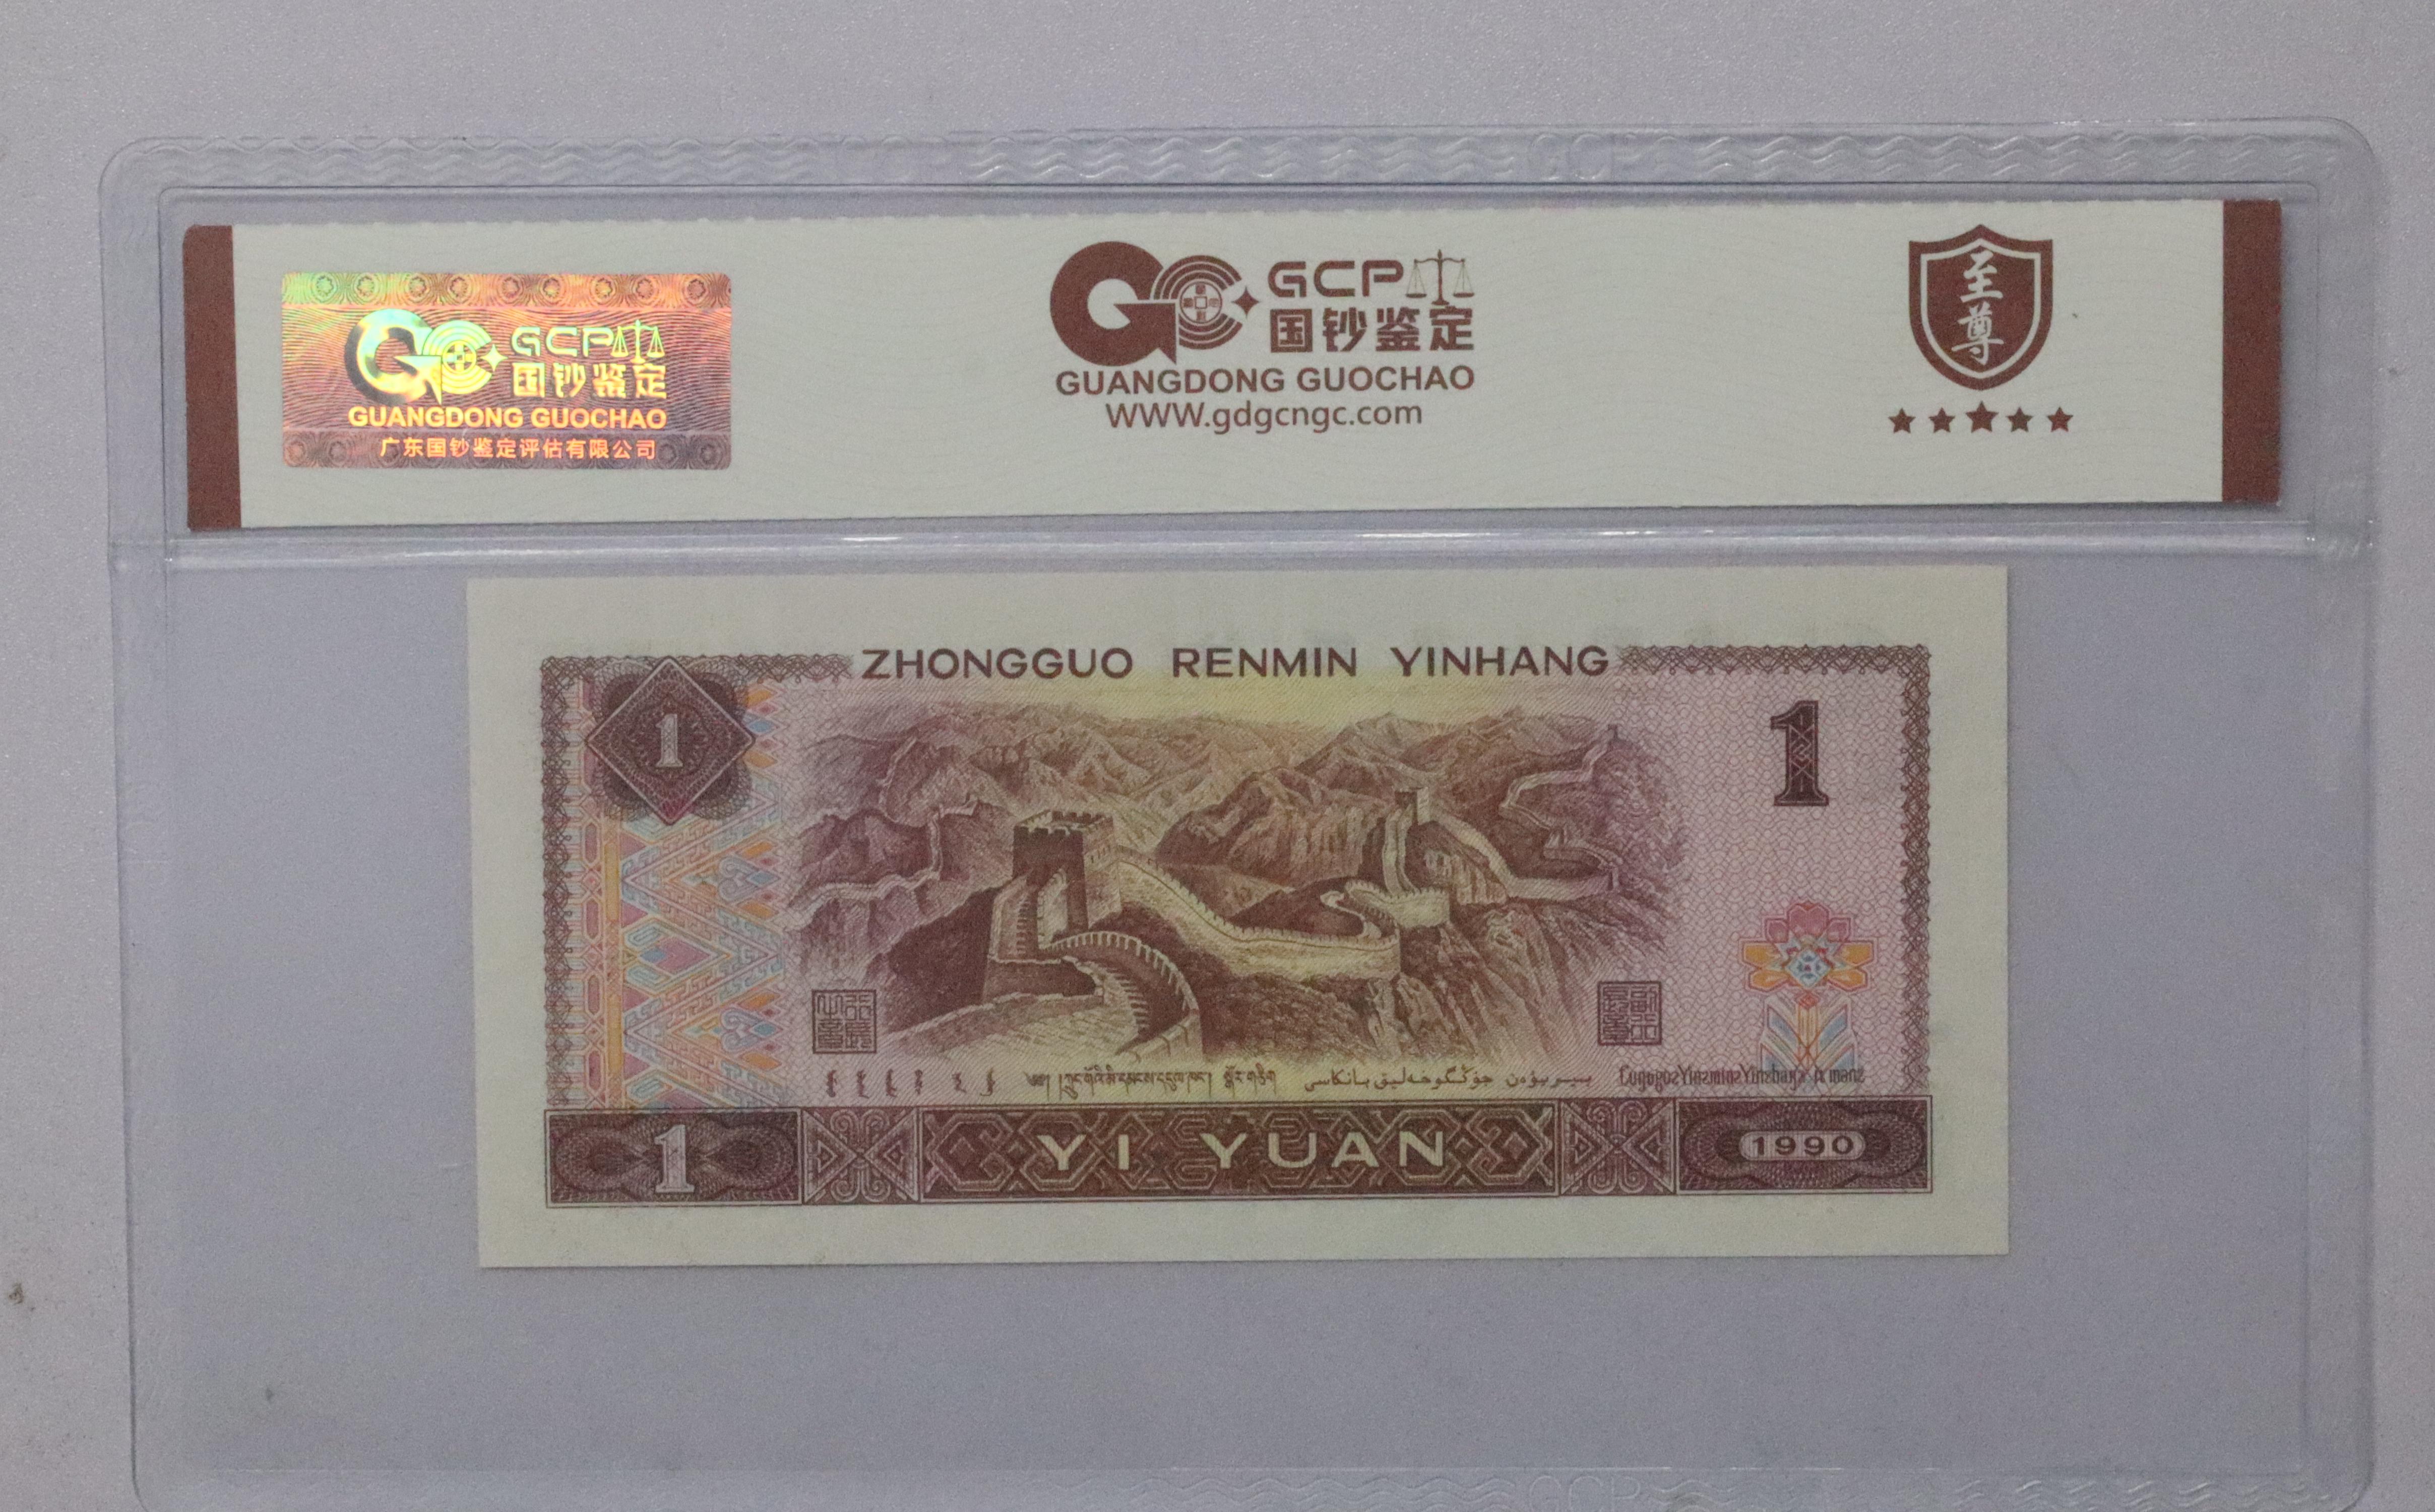 GCP
国钞鉴定
GUANGDONG GUOCHAO
广东国钞鉴定评估有限公司
GCP
国钞鉴定
GUANGDONG GUOCHAO
WWW.gdgcngc.com
至尊
ZHONGGUO RENMIN YINHANG
1
1
1
YI YUAN
1990